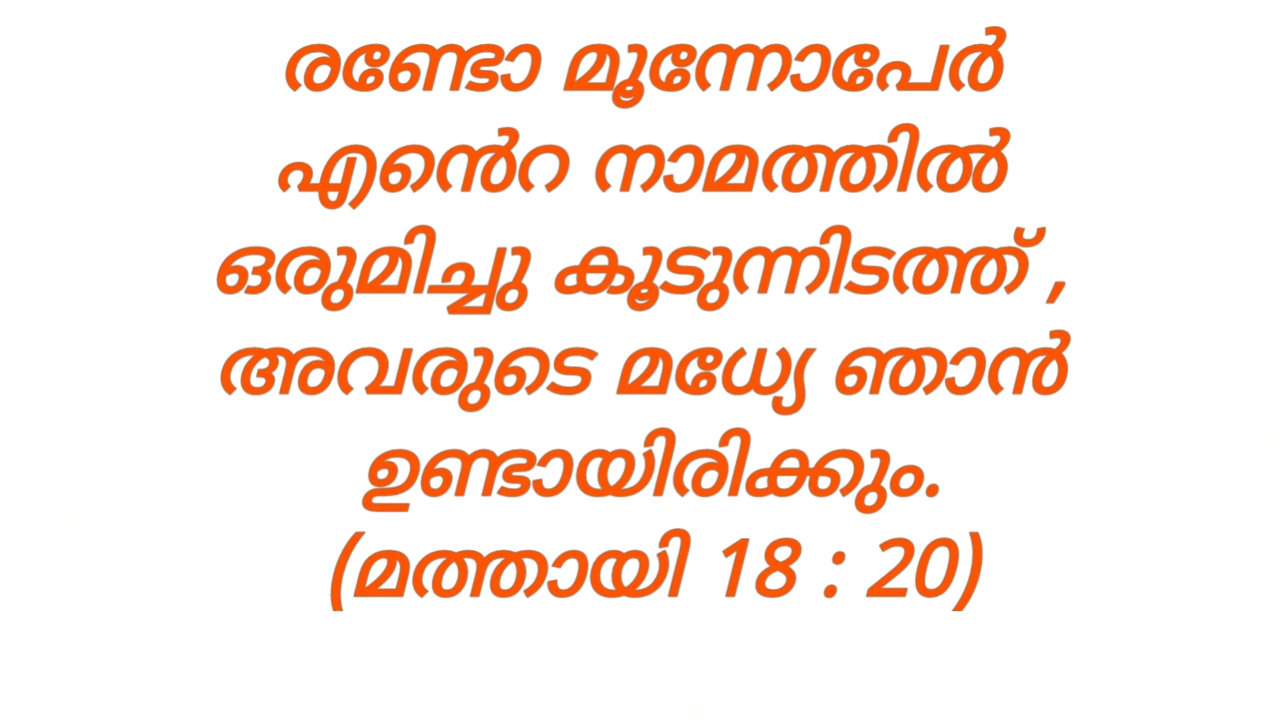 രണ്ടോ മൂന്നോപേർ
എൻെറ നാമത്തിൽ
ഒരുമിച്ചു കൂടുന്നിടത്ത് ,
അവരുടെ മധ്യേ ഞാൻ
ഉണ്ടായിരിക്കും.
(മത്തായി 18 : 20)